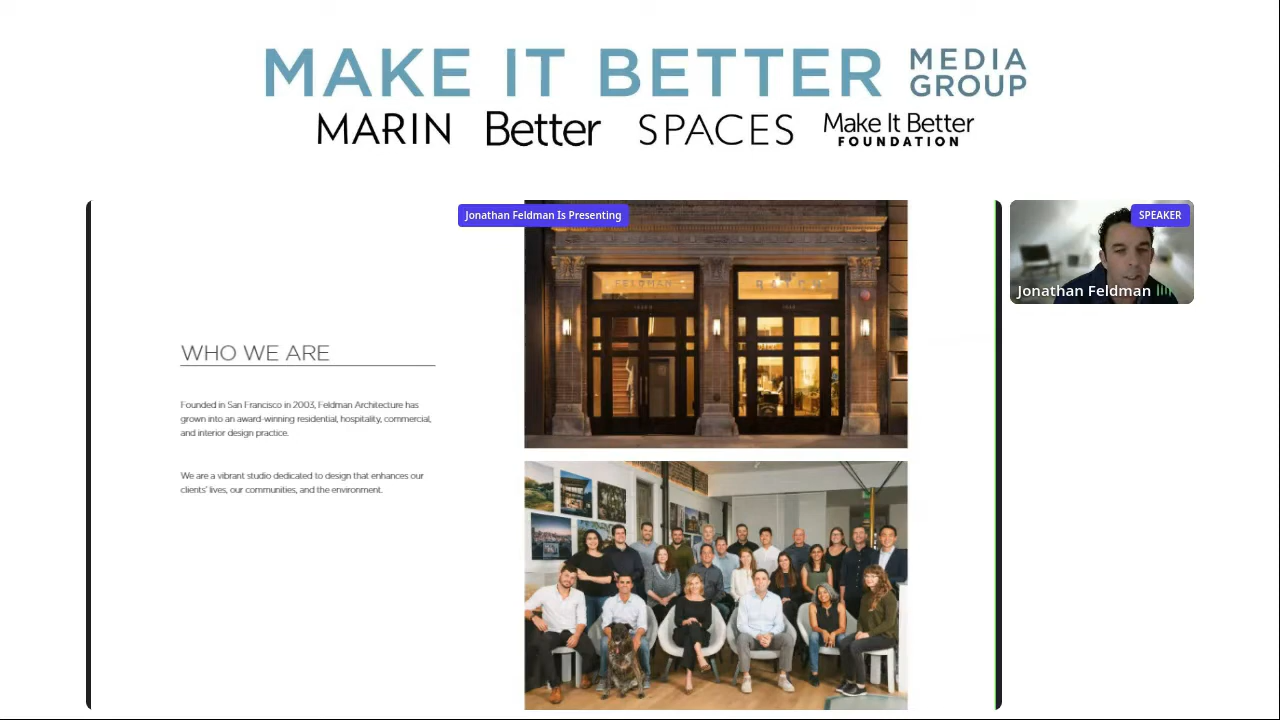 MAKE IT BETTER MEDIA GROUP
MARIN Better SPACES Make It Better FOUNDATION
Jonathan Feldman Is Presenting
SPEAKER
Jonathan Feldman
FELDMAN
WHO WE ARE
Founded in San Francisco in 2003, Feldman Architecture has
grown into an award-winning residential, hospitality, commercial,
and interior design practice.
We are a vibrant studio dedicated to design that enhances our
clients' lives, our communities, and the environment.